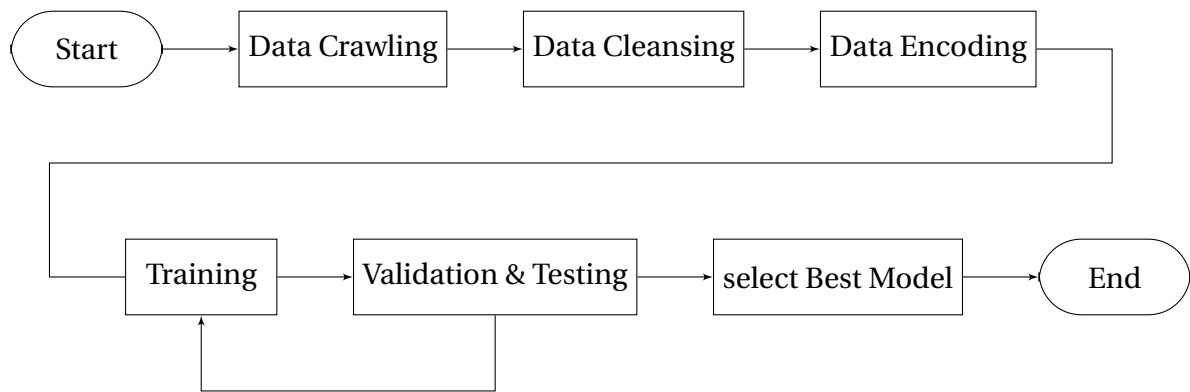 Start
Data Crawling
Data Cleansing
Data Encoding
Training
Validation & Testing
select Best Model
End